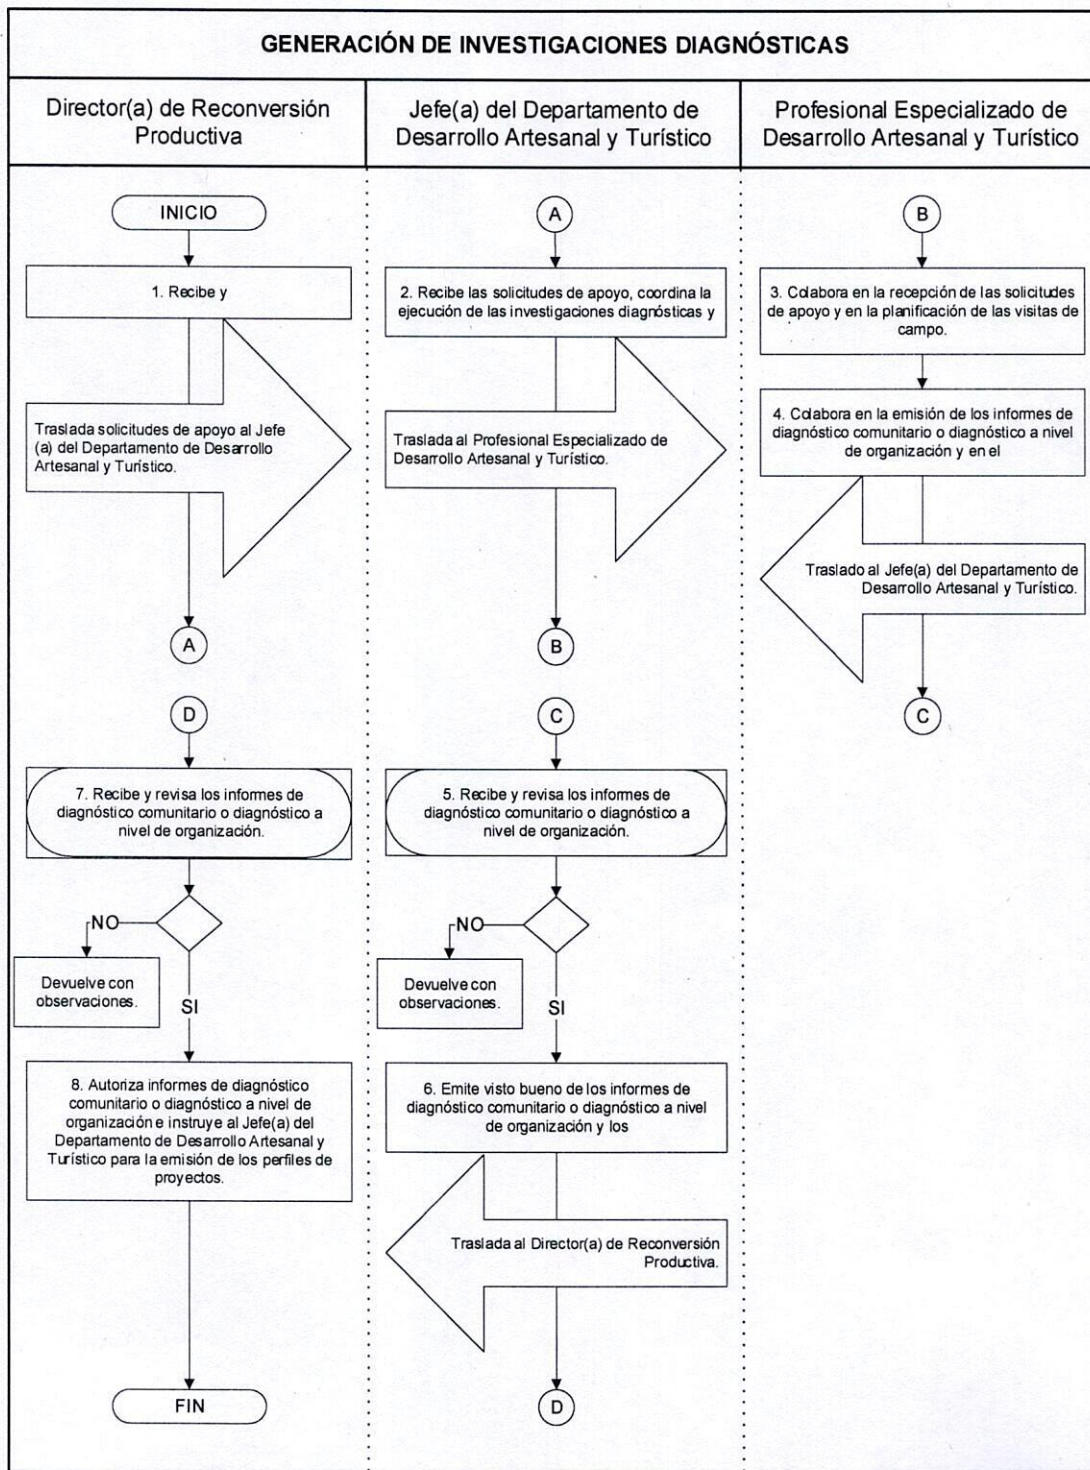 GENERACIÓN DE INVESTIGACIONES DIAGNÓSTICAS
Director(a) de Reconversión
Productiva
Jefe(a) del Departamento de
Desarrollo Artesanal y Turístico
Profesional Especializado de
Desarrollo Artesanal y Turístico
INICIO
1. Recibe y
Traslada solicitudes de apoyo al Jefe
(a) del Departamento de Desarrollo
Artesanal y Turístico.
A
A
2. Recibe las solicitudes de apoyo, coordina la
ejecución de las investigaciones diagnósticas y
Traslada al Profesional Especializado de
Desarrollo Artesanal y Turístico.
B
B
3. Colabora en la recepción de las solicitudes
de apoyo y en la planificación de las visitas de
campo.
4. Colabora en la emisión de los informes de
diagnóstico comunitario o diagnóstico a nivel
de organización y en el
Traslado al Jefe(a) del Departamento de
Desarrollo Artesanal y Turístico.
C
C
5. Recibe y revisa los informes de
diagnóstico comunitario o diagnóstico a
nivel de organización.
NO
Devuelve con
observaciones.
SI
6. Emite visto bueno de los informes de
diagnóstico comunitario o diagnóstico a nivel
de organización y los
Traslada al Director(a) de Reconversión
Productiva.
D
D
7. Recibe y revisa los informes de
diagnóstico comunitario o diagnóstico a
nivel de organización.
NO
Devuelve con
observaciones.
SI
8. Autoriza informes de diagnóstico
comunitario o diagnóstico a nivel de
organización e instruye al Jefe(a) del
Departamento de Desarrollo Artesanal y
Turístico para la emisión de los perfiles de
proyectos.
FIN